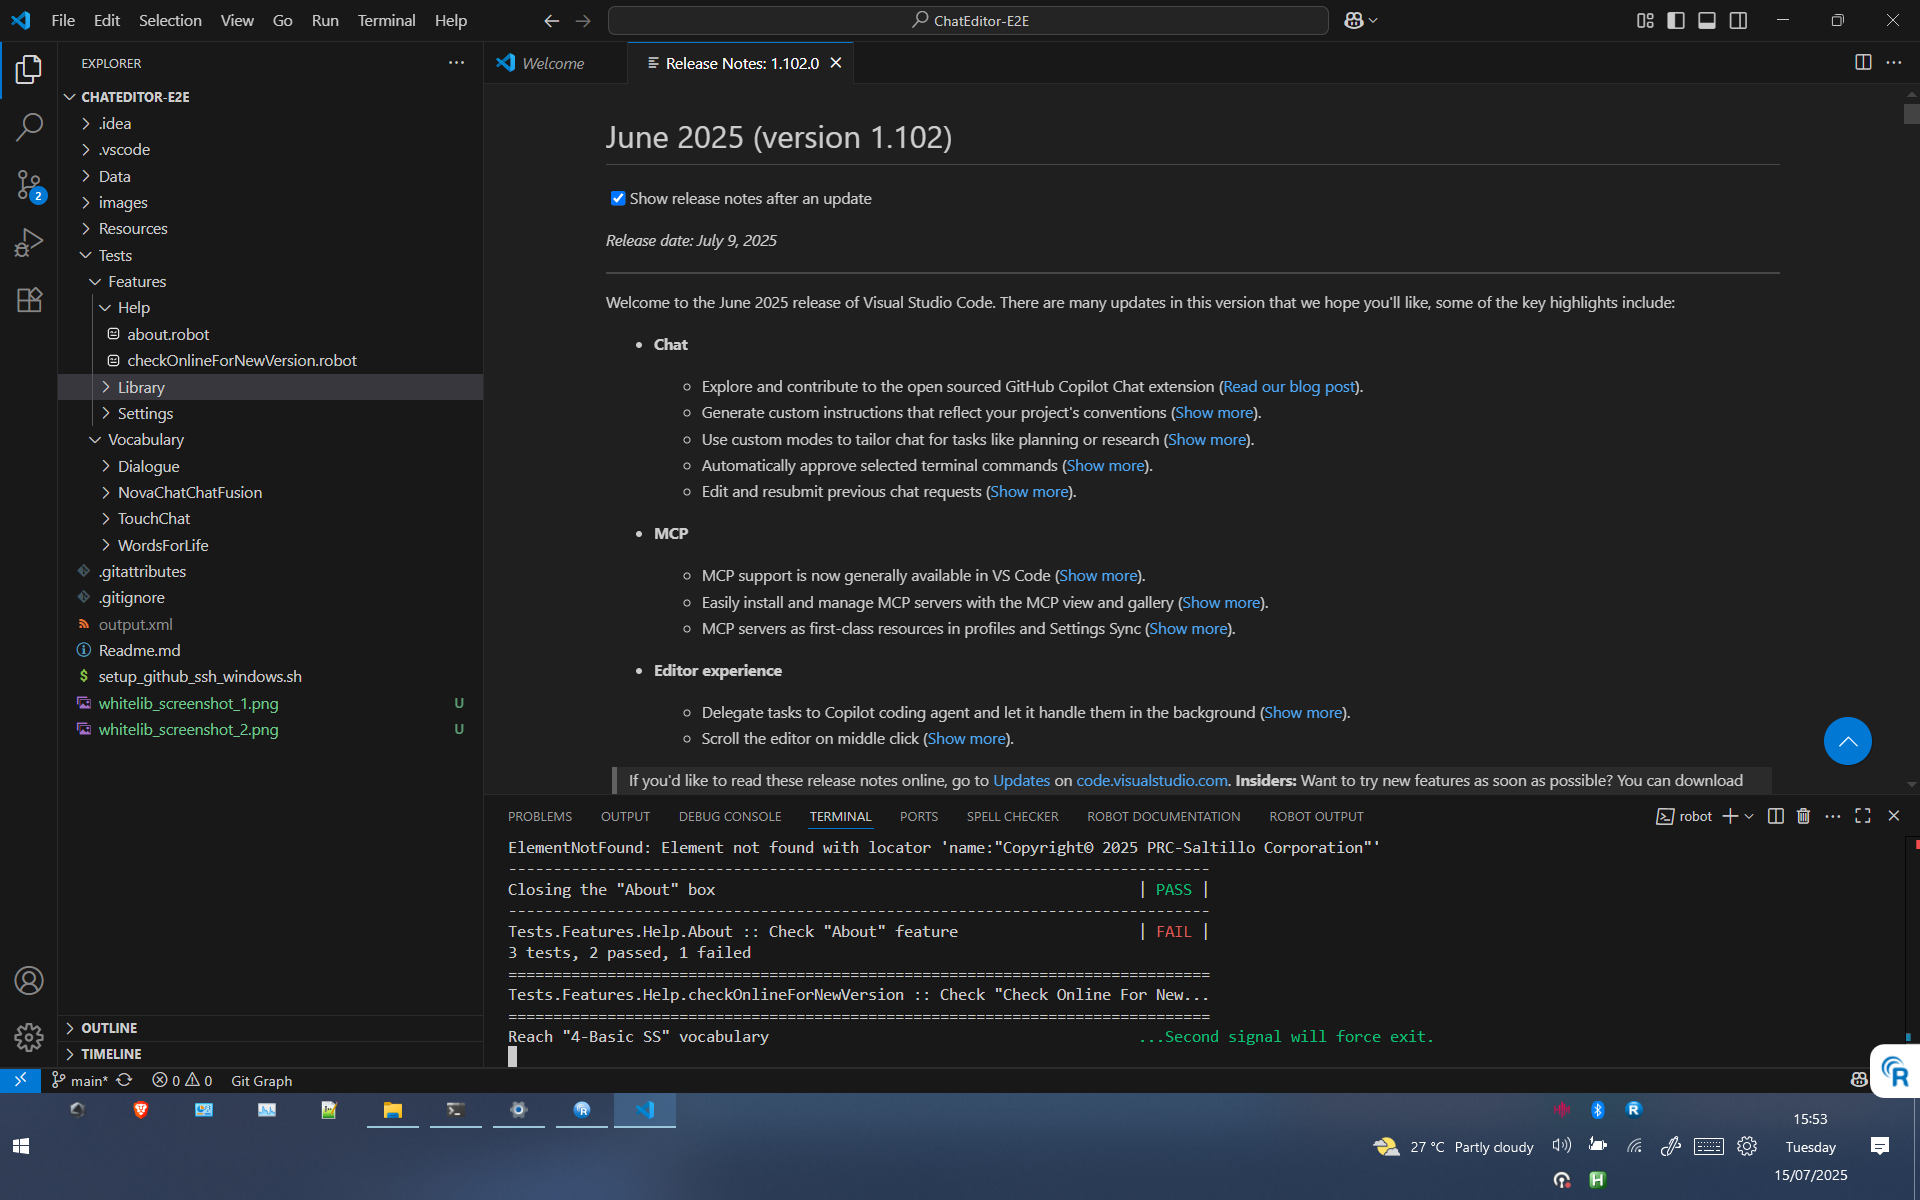 File Edit Selection View Go Run Terminal Help
ChatEditor-E2E
EXPLORER
Welcome
Release Notes: 1.102.0
CHATEDITOR-E2E
.idea
.vscode
Data
images
Resources
Tests
Features
Help
about.robot
checkOnlineForNewVersion.robot
Library
Settings
Vocabulary
Dialogue
NovaChatChatFusion
TouchChat
WordsForLife
.gitattributes
.gitignore
output.xml
Readme.md
$ setup_github_ssh_windows.sh
whitelib_screenshot_1.png U
whitelib_screenshot_2.png U
OUTLINE
TIMELINE
2
June 2025 (version 1.102)
Show release notes after an update
Release date: July 9, 2025
Welcome to the June 2025 release of Visual Studio Code. There are many updates in this version that we hope you'll like, some of the key highlights include:
• Chat
Explore and contribute to the open sourced GitHub Copilot Chat extension (Read our blog post).
Generate custom instructions that reflect your project's conventions (Show more).
Use custom modes to tailor chat for tasks like planning or research (Show more).
Automatically approve selected terminal commands (Show more).
Edit and resubmit previous chat requests (Show more).
• MCP
MCP support is now generally available in VS Code (Show more).
Easily install and manage MCP servers with the MCP view and gallery (Show more).
MCP servers as first-class resources in profiles and Settings Sync (Show more).
• Editor experience
Delegate tasks to Copilot coding agent and let it handle them in the background (Show more).
Scroll the editor on middle click (Show more).
If you'd like to read these release notes online, go to Updates on code.visualstudio.com. Insiders: Want to try new features as soon as possible? You can download
PROBLEMS OUTPUT DEBUG CONSOLE TERMINAL PORTS SPELL CHECKER ROBOT DOCUMENTATION ROBOT OUTPUT
robot
ElementNotFound: Element not found with locator 'name:"Copyright© 2025 PRC-Saltillo Corporation"'
------------------------------------------------------------------------------
Closing the "About" box | PASS |
------------------------------------------------------------------------------
Tests.Features.Help.About :: Check "About" feature | FAIL |
3 tests, 2 passed, 1 failed
==============================================================================
Tests.Features.Help.checkOnlineForNewVersion :: Check "Check Online For New...
==============================================================================
Reach "4-Basic SS" vocabulary ...Second signal will force exit.
main* 0 0 Git Graph
R
27 °C Partly cloudy
15:53
Tuesday
15/07/2025